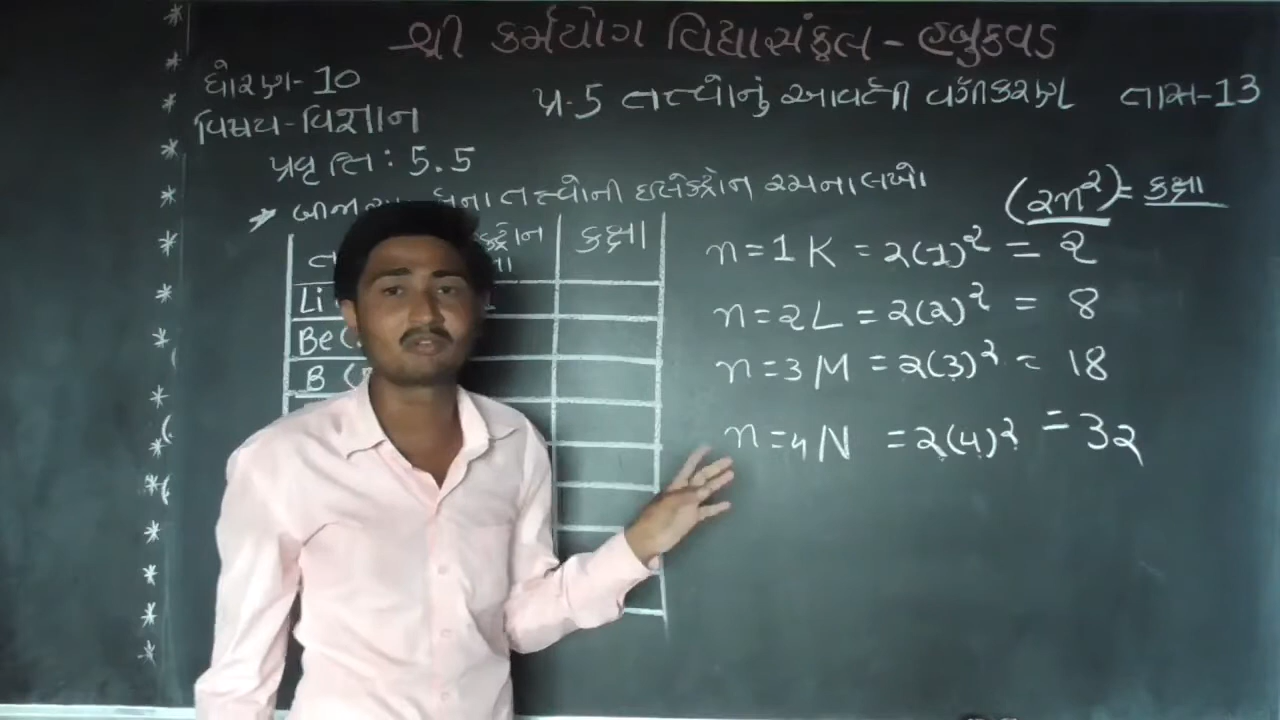 શ્રી કર્મયોગ વિદ્યાસંકુલ - હબુકવડ
ધોરણ-10
પ્ર-5 તત્ત્વોનું આવર્તી વર્ગીકરણ તાસ-13
વિષય-વિજ્ઞાન
પ્રવૃત્તિ : 5.5
તત્ત્વોની ઇલેક્ટ્રોન રચના લખો
(2n²) = કક્ષા
કક્ષા
Li
Be (
B (
n=1 K = 2(1)² = 2
n=2 L = 2(2)² = 8
n=3 M = 2(3)² = 18
n=4 N = 2(4)² = 32